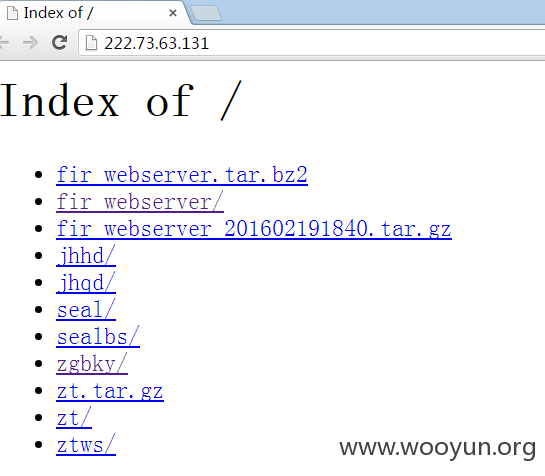 Index of /
222.73.63.131
Index of /
fir_webserver.tar.bz2
fir_webserver/
fir_webserver_201602191840.tar.gz
jhhd/
jhqd/
seal/
sealbs/
zgbky/
zt.tar.gz
zt/
ztws/
www.wooyun.org